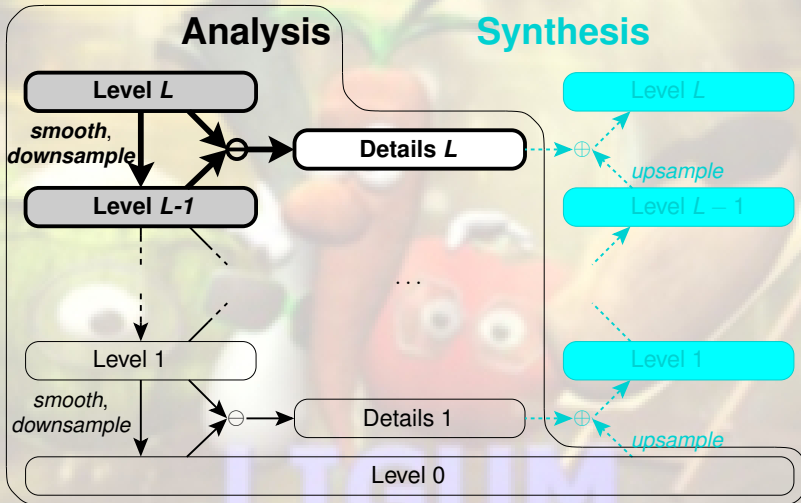 Analysis
Synthesis
Level L
Level L
smooth,
downsample
⊖
Details L
⊕
upsample
Level L-1
Level L − 1
...
Level 1
Level 1
smooth,
downsample
⊖
Details 1
⊕
upsample
Level 0